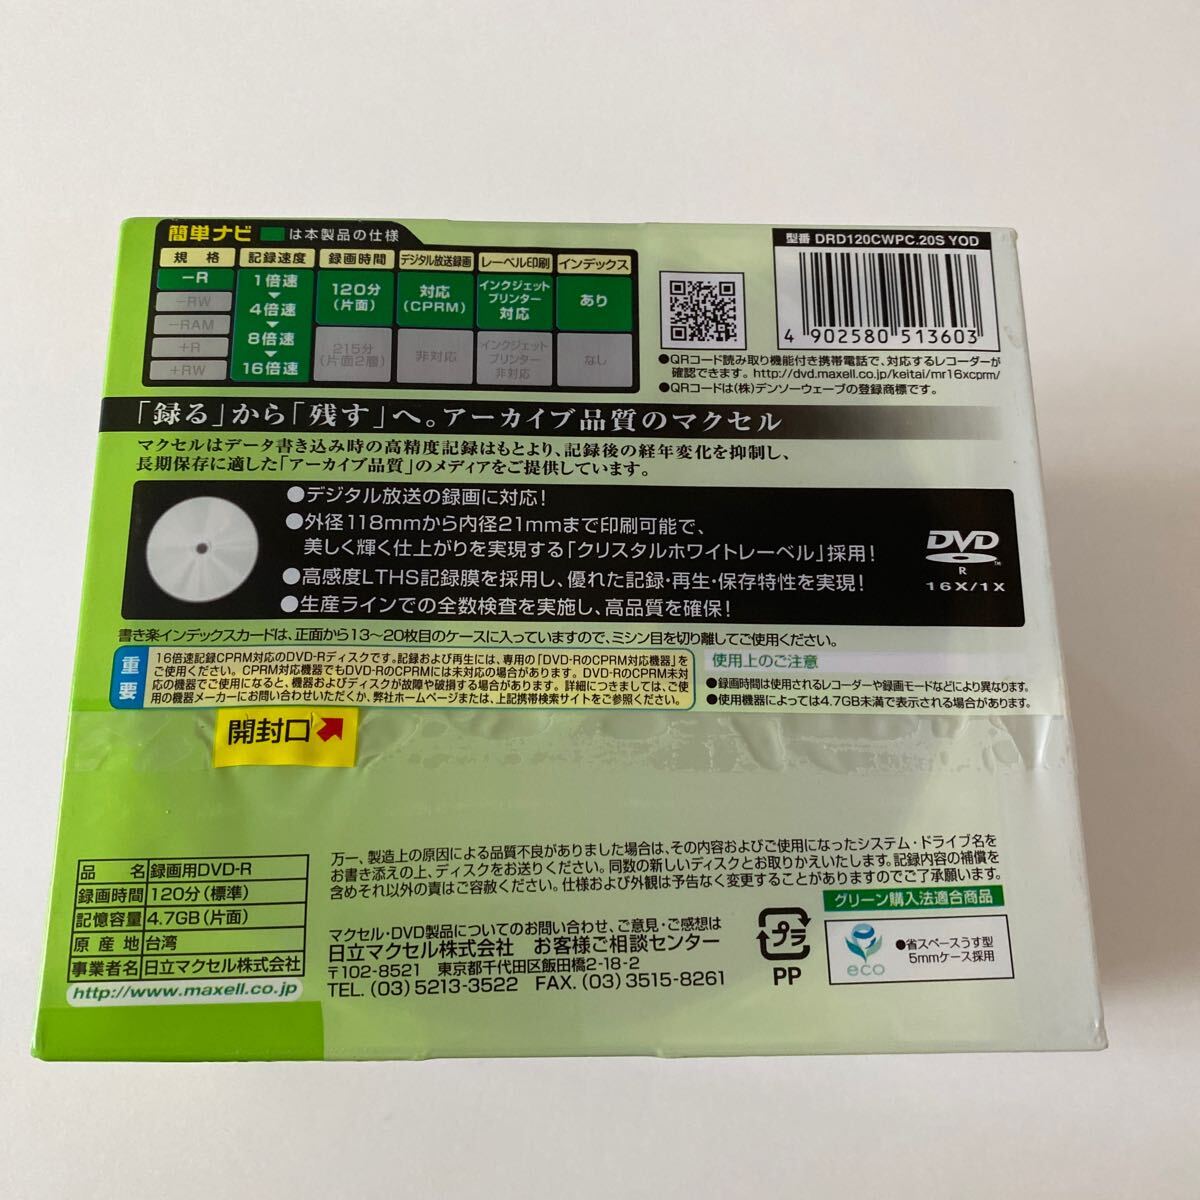 簡単ナビ は本製品の仕様
規格 記録速度 録画時間 デジタル放送録画 レーベル印刷 インデックス
-R
-RW
-RAM
+R
+RW
1倍速
4倍速
8倍速
16倍速
120分
(片面)
215分
(片面2層)
対応
(CPRM)
非対応
インクジェット
プリンター
対応
インクジェット
プリンター
非対応
あり
なし
型番 DRD120CWPC.20S YOD
4 902580 513603
●QRコード読み取り機能付き携帯電話で、対応するレコーダーが
確認できます。http://dvd.maxell.co.jp/keitai/mr16xcprm/
●QRコードは(株)デンソーウェーブの登録商標です。
「録る」から「残す」へ。アーカイブ品質のマクセル
マクセルはデータ書き込み時の高精度記録はもとより、記録後の経年変化を抑制し、
長期保存に適した「アーカイブ品質」のメディアをご提供しています。
●デジタル放送の録画に対応!
●外径118mmから内径21mmまで印刷可能で、
美しく輝く仕上がりを実現する「クリスタルホワイトレーベル」採用!
●高感度LTHS記録膜を採用し、優れた記録・再生・保存特性を実現!
●生産ラインでの全数検査を実施し、高品質を確保!
DVD
R
™
16X/1X
書き楽インデックスカードは、正面から13〜20枚目のケースに入っていますので、ミシン目を切り離してご使用ください。
重要
16倍速記録CPRM対応のDVD-Rディスクです。記録および再生には、専用の「DVD-RのCPRM対応機器」を
ご使用ください。CPRM対応機器でもDVD-RのCPRMには未対応の場合があります。DVD-RのCPRM未対
応の機器でご使用になると、機器およびディスクが故障や破損する場合があります。詳細につきましては、ご使
用の機器メーカーにお問い合わせいただくか、弊社ホームページまたは、上記携帯検索サイトをご参照ください。
使用上のご注意
●録画時間は使用されるレコーダーや録画モードなどにより異なります。
●使用機器によっては4.7GB未満で表示される場合があります。
開封口
品名 録画用DVD-R
録画時間 120分(標準)
記憶容量 4.7GB(片面)
原産地 台湾
事業者名 日立マクセル株式会社
http://www.maxell.co.jp
万一、製造上の原因による品質不良がありました場合は、その内容およびご使用になったシステム・ドライブ名を
お書き添えの上、ディスクをお送りください。同数の新しいディスクとお取りかえいたします。記録内容の補償を
含めそれ以外の責はご容赦ください。仕様および外観は予告なく変更することがありますのでご了承願います。
マクセル・DVD製品についてのお問い合わせ、ご意見・ご感想は
日立マクセル株式会社 お客様ご相談センター
〒102-8521 東京都千代田区飯田橋2-18-2
TEL. (03) 5213-3522 FAX. (03) 3515-8261
プラ
PP
グリーン購入法適合商品
eco
●省スペースうす型
5mmケース採用